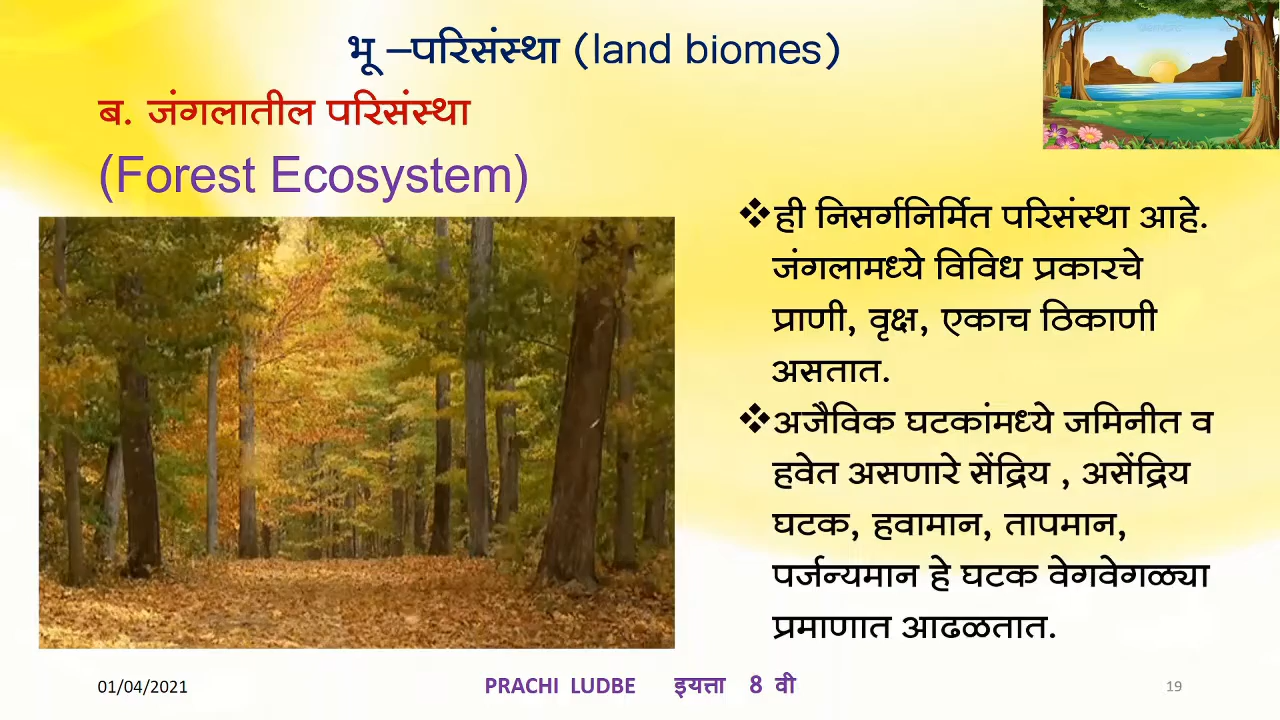 भू –परिसंस्था (land biomes)
ब. जंगलातील परिसंस्था
(Forest Ecosystem)
❖ही निसर्गनिर्मित परिसंस्था आहे.
जंगलामध्ये विविध प्रकारचे
प्राणी, वृक्ष, एकाच ठिकाणी
असतात.
❖अजैविक घटकांमध्ये जमिनीत व
हवेत असणारे सेंद्रिय , असेंद्रिय
घटक, हवामान, तापमान,
पर्जन्यमान हे घटक वेगवेगळ्या
प्रमाणात आढळतात.
01/04/2021
PRACHI LUDBE इयत्ता 8 वी
19